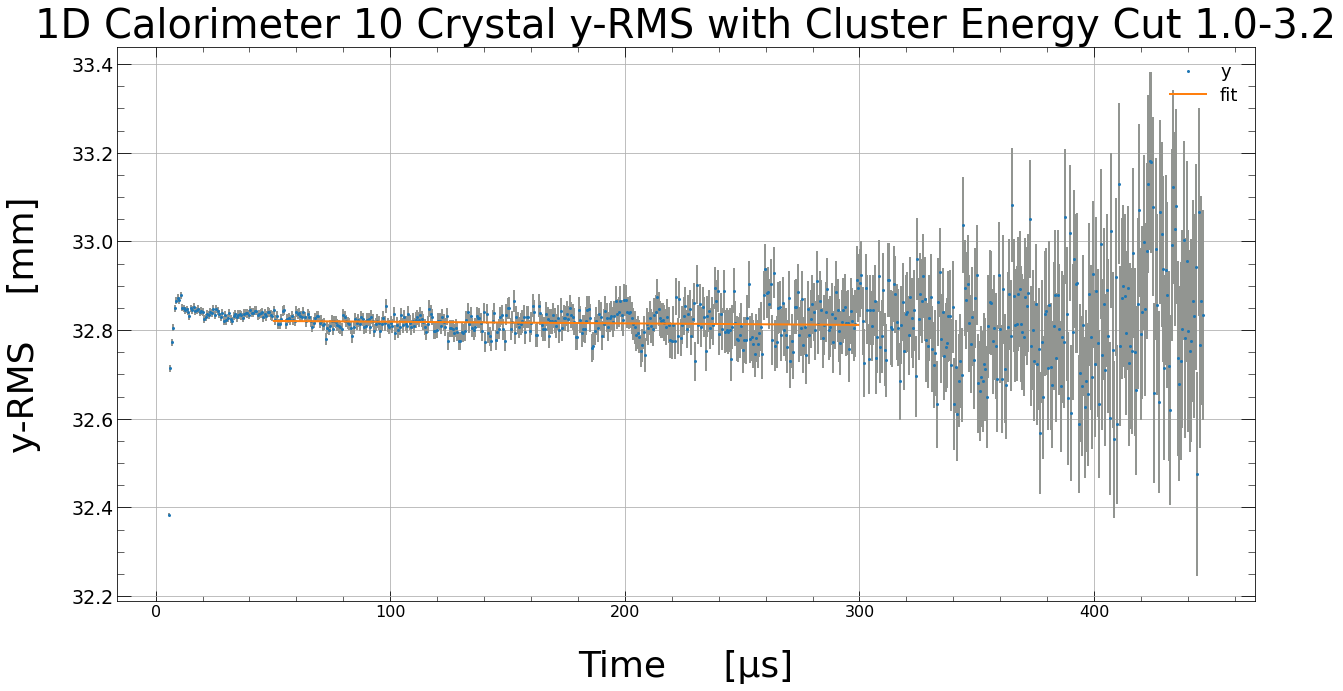 1D Calorimeter 10 Crystal y-RMS with Cluster Energy Cut 1.0-3.2
y
fit
y-RMS [mm]
33.4
33.2
33.0
32.8
32.6
32.4
32.2
0 100 200 300 400
Time [µs]